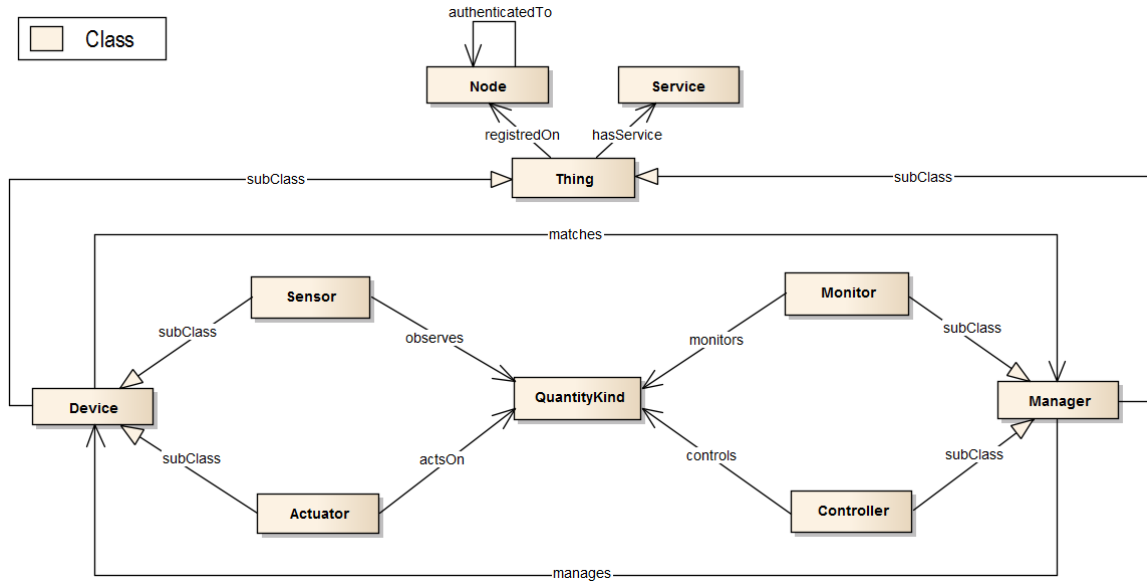 authenticatedTo
Class
Node
Service
registredOn
hasService
subClass
Thing
subClass
matches
Sensor
Monitor
subClass
observes
monitors
subClass
Device
QuantityKind
Manager
subClass
actsOn
controls
subClass
Actuator
Controller
manages